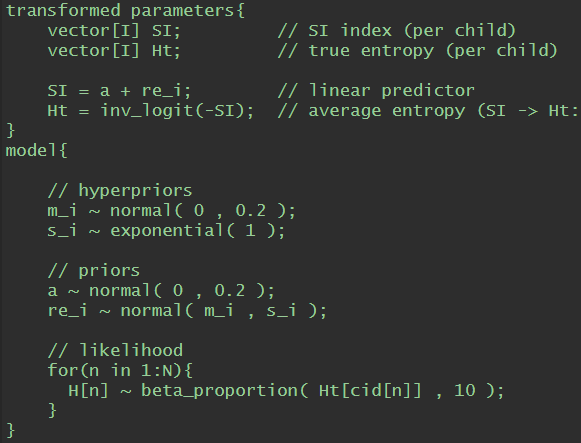 transformed parameters{
vector[I] SI; // SI index (per child)
vector[I] Ht; // true entropy (per child)
SI = a + re_i; // linear predictor
Ht = inv_logit(-SI); // average entropy (SI -> Ht:
}
model{
// hyperpriors
m_i ~ normal( 0 , 0.2 );
s_i ~ exponential( 1 );
// priors
a ~ normal( 0 , 0.2 );
re_i ~ normal( m_i , s_i );
// likelihood
for(n in 1:N){
H[n] ~ beta_proportion( Ht[cid[n]] , 10 );
}
}